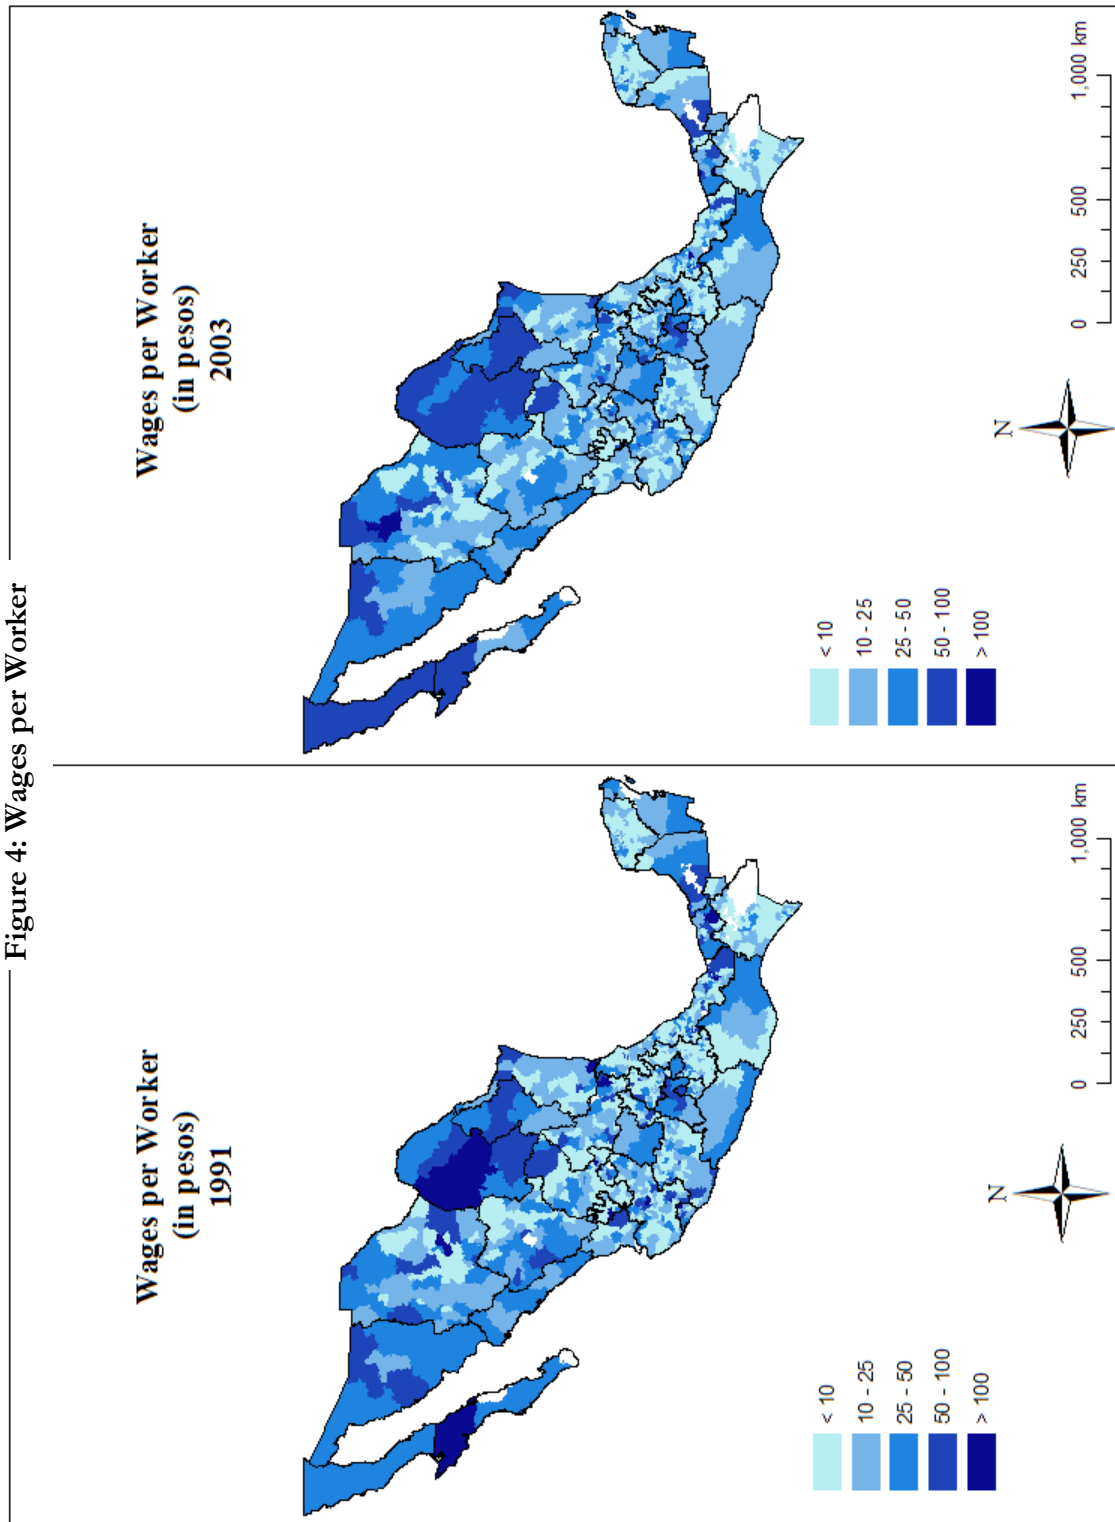 Figure 4: Wages per Worker
Wages per Worker
(in pesos)
1991
< 10
10 - 25
25 - 50
50 - 100
> 100
N
0 250 500 1,000 km
Wages per Worker
(in pesos)
2003
< 10
10 - 25
25 - 50
50 - 100
> 100
N
0 250 500 1,000 km